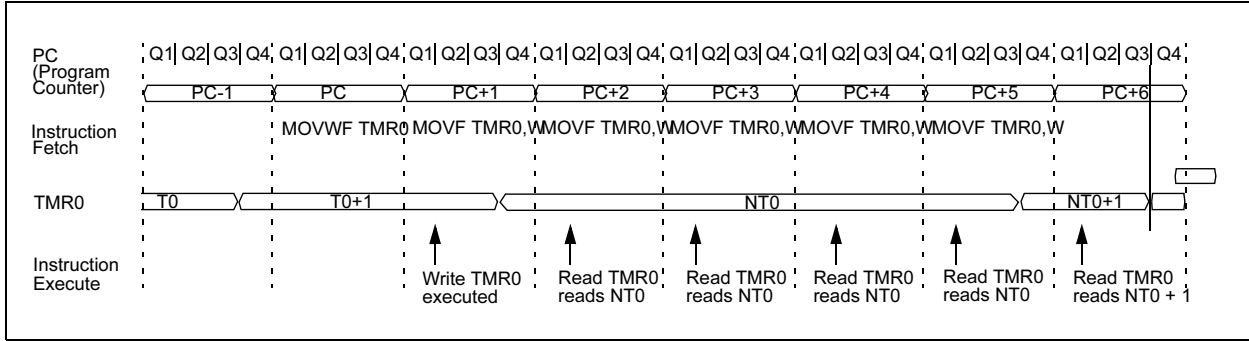 PC
(Program
Counter)
Q1 Q2 Q3 Q4 Q1 Q2 Q3 Q4 Q1 Q2 Q3 Q4 Q1 Q2 Q3 Q4 Q1 Q2 Q3 Q4 Q1 Q2 Q3 Q4 Q1 Q2 Q3 Q4 Q1 Q2 Q3 Q4
PC-1 PC PC+1 PC+2 PC+3 PC+4 PC+5 PC+6
Instruction
Fetch
MOVWF TMR0 MOVF TMR0,W MOVF TMR0,W MOVF TMR0,W MOVF TMR0,W MOVF TMR0,W
TMR0
T0 T0+1 NT0 NT0+1
Instruction
Execute
Write TMR0
executed
Read TMR0
reads NT0
Read TMR0
reads NT0
Read TMR0
reads NT0
Read TMR0
reads NT0
Read TMR0
reads NT0 + 1